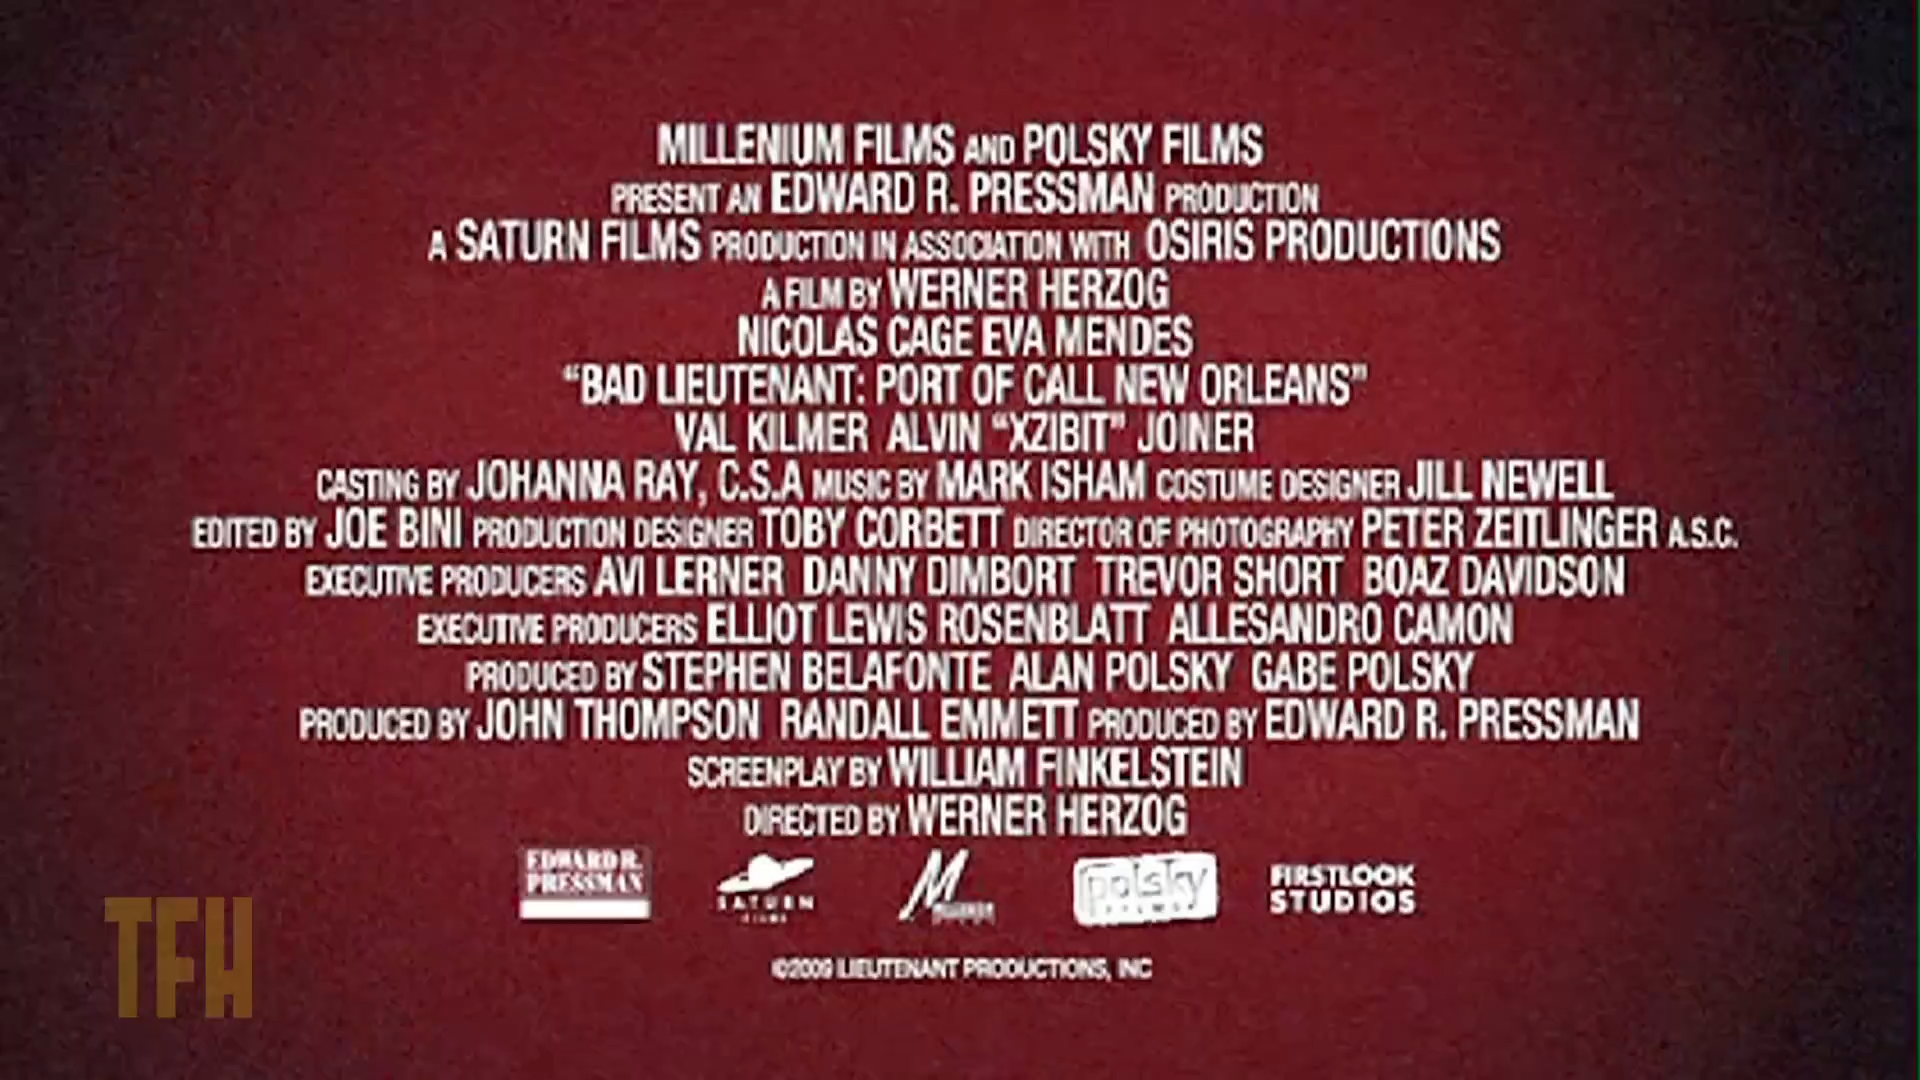 MILLENIUM FILMS AND POLSKY FILMS
PRESENT AN EDWARD R. PRESSMAN PRODUCTION
A SATURN FILMS PRODUCTION IN ASSOCIATION WITH OSIRIS PRODUCTIONS
A FILM BY WERNER HERZOG
NICOLAS CAGE EVA MENDES
“BAD LIEUTENANT: PORT OF CALL NEW ORLEANS”
VAL KILMER ALVIN “XZIBIT” JOINER
CASTING BY JOHANNA RAY, C.S.A MUSIC BY MARK ISHAM COSTUME DESIGNER JILL NEWELL
EDITED BY JOE BINI PRODUCTION DESIGNER TOBY CORBETT DIRECTOR OF PHOTOGRAPHY PETER ZEITLINGER A.S.C.
EXECUTIVE PRODUCERS AVI LERNER DANNY DIMBORT TREVOR SHORT BOAZ DAVIDSON
EXECUTIVE PRODUCERS ELLIOT LEWIS ROSENBLATT ALLESANDRO CAMON
PRODUCED BY STEPHEN BELAFONTE ALAN POLSKY GABE POLSKY
PRODUCED BY JOHN THOMPSON RANDALL EMMETT PRODUCED BY EDWARD R. PRESSMAN
SCREENPLAY BY WILLIAM FINKELSTEIN
DIRECTED BY WERNER HERZOG
EDWARD R.
PRESSMAN
SATURN
FILMS
M
polsky
FILMS
FIRSTLOOK
STUDIOS
TFH
©2009 LIEUTENANT PRODUCTIONS, INC